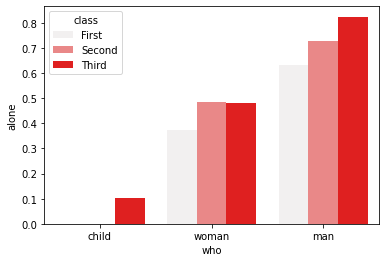 class
First
Second
Third
0.8
0.7
0.6
0.5
0.4
0.3
0.2
0.1
0.0
alone
child woman man
who